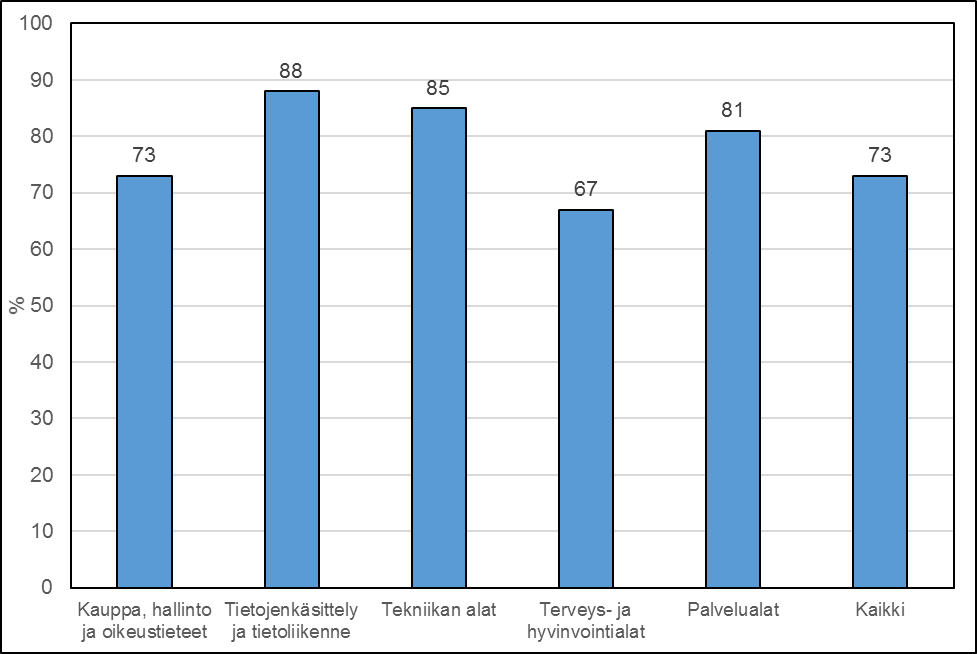 100
90
80
70
60
50
40
30
20
10
0
%
73
88
85
67
81
73
Kauppa, hallinto
ja oikeustieteet
Tietojenkäsittely
ja tietoliikenne
Tekniikan alat
Terveys- ja
hyvinvointialat
Palvelualat
Kaikki